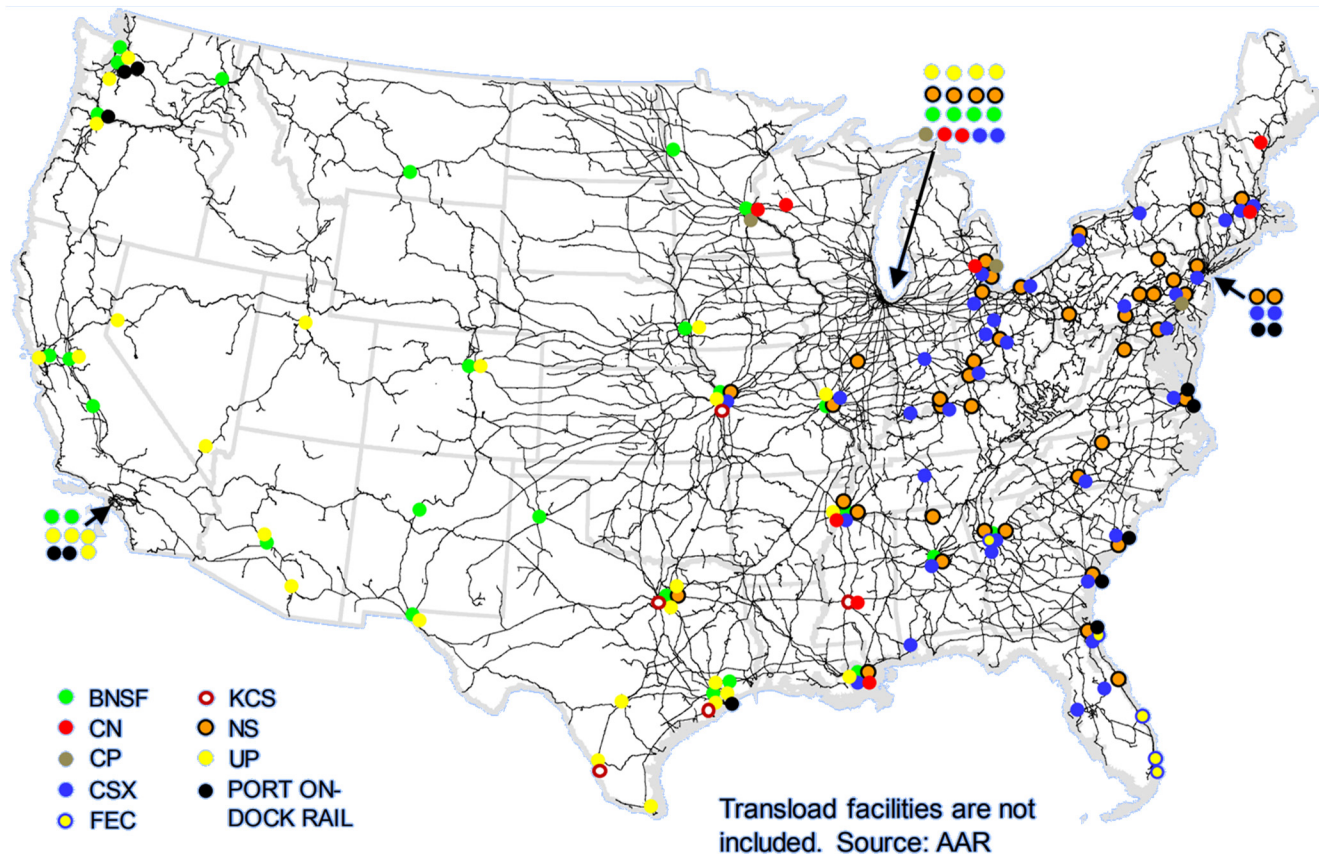 BNSF
CN
CP
CSX
FEC
KCS
NS
UP
PORT ON-
DOCK RAIL
Transload facilities are not
included. Source: AAR